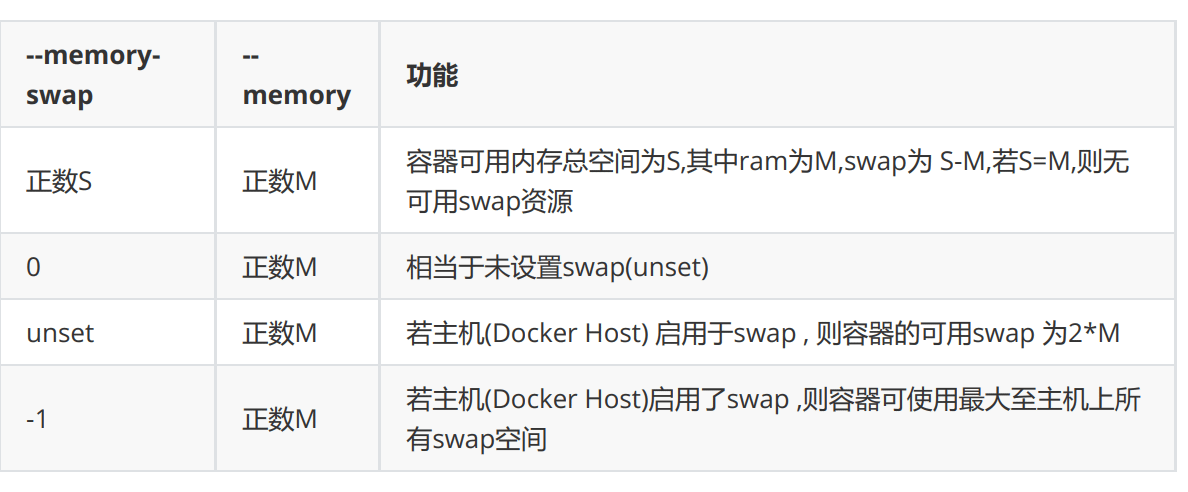 --memory-
swap
--
memory
功能
正数S
正数M
容器可用内存总空间为S,其中ram为M,swap为 S-M,若S=M,则无
可用swap资源
0
正数M
相当于未设置swap(unset)
unset
正数M
若主机(Docker Host) 启用于swap , 则容器的可用swap 为2*M
-1
正数M
若主机(Docker Host)启用了swap ,则容器可使用最大至主机上所
有swap空间